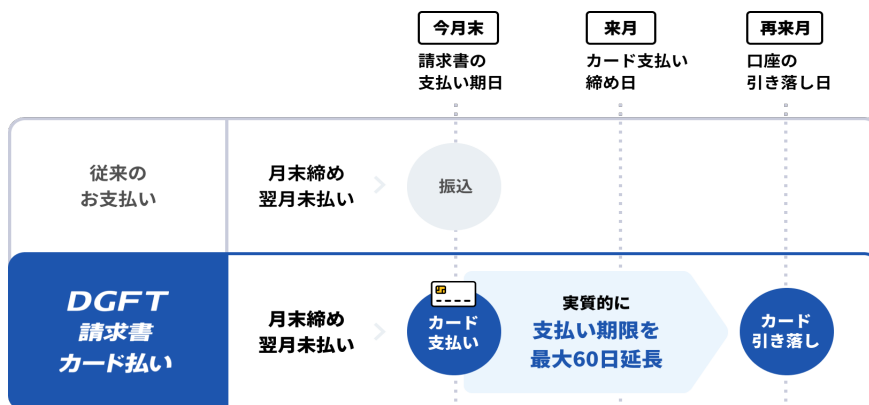 今月末
請求書の
支払い期日
来月
カード支払い
締め日
再来月
口座の
引き落し日
従来の
お支払い
月末締め
翌月未払い
振込
DGFT
請求書
カード払い
月末締め
翌月未払い
カード
支払い
実質的に
支払い期限を
最大60日延長
カード
引き落し